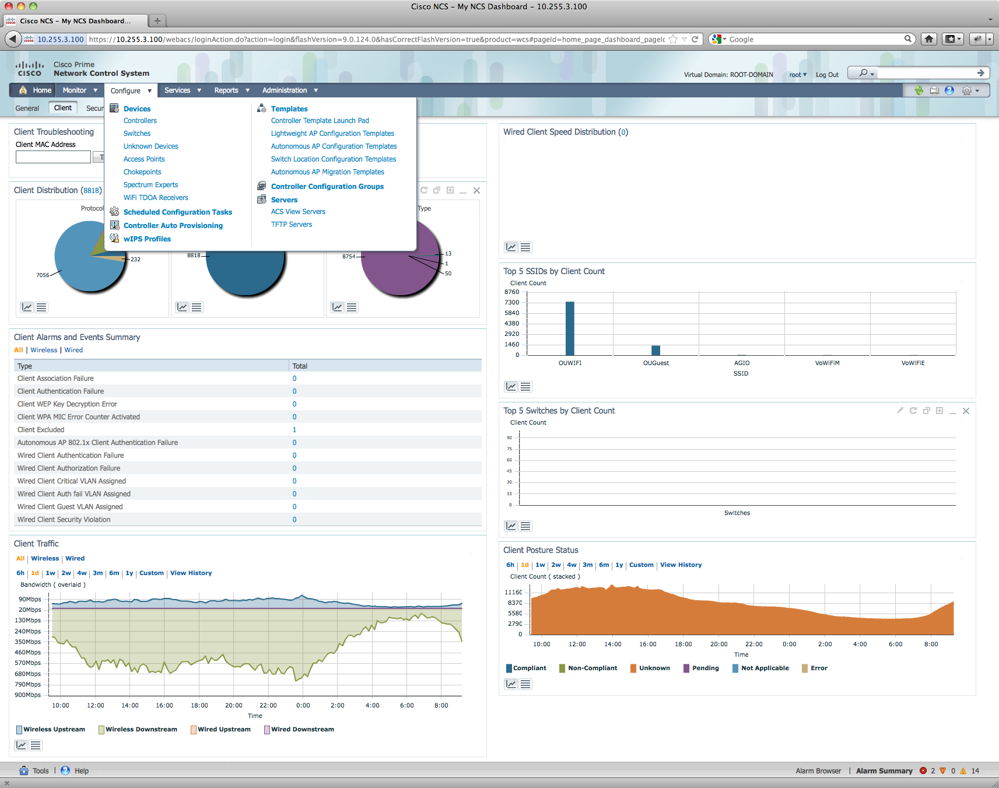 Cisco NCS – My NCS Dashboard – 10.255.3.100
Cisco NCS – My NCS Dashboard...
10.255.3.100 https://10.255.3.100/webacs/loginAction.do?action=login&flashVersion=9.0.124.0&hasCorrectFlashVersion=true&product=wcs#pageId=home_page_dashboard_pageI
Google
CISCO
Cisco Prime
Network Control System
Virtual Domain: ROOT-DOMAIN root Log Out
Home Monitor Configure Services Reports Administration
General Client Secur
Devices
Controllers
Switches
Unknown Devices
Access Points
Chokepoints
Spectrum Experts
WiFi TDOA Receivers
Scheduled Configuration Tasks
Controller Auto Provisioning
wIPS Profiles
Templates
Controller Template Launch Pad
Lightweight AP Configuration Templates
Autonomous AP Configuration Templates
Switch Location Configuration Templates
Autonomous AP Migration Templates
Controller Configuration Groups
Servers
ACS View Servers
TFTP Servers
Client Troubleshooting
Client MAC Address
T
Client Distribution (8818)
Protocol
Type
232
7056
8818
8754
13
1
50
Client Alarms and Events Summary
All | Wireless | Wired
Type Total
Client Association Failure 0
Client Authentication Failure 0
Client WEP Key Decryption Error 0
Client WPA MIC Error Counter Activated 0
Client Excluded 1
Autonomous AP 802.1x Client Authentication Failure 0
Wired Client Authentication Failure 0
Wired Client Authorization Failure 0
Wired Client Critical VLAN Assigned 0
Wired Client Auth fail VLAN Assigned 0
Wired Client Guest VLAN Assigned 0
Wired Client Security Violation 0
Client Traffic
All | Wireless | Wired
6h | 1d | 1w | 2w | 4w | 3m | 6m | 1y | Custom | View History
Bandwidth ( overlaid )
90Mbps
20Mbps
130Mbps
240Mbps
350Mbps
460Mbps
570Mbps
680Mbps
790Mbps
900Mbps
10:00 12:00 14:00 16:00 18:00 20:00 22:00 0:00 2:00 4:00 6:00 8:00
Time
Wireless Upstream Wireless Downstream Wired Upstream Wired Downstream
Wired Client Speed Distribution (0)
Top 5 SSIDs by Client Count
Client Count
8760
7300
5840
4380
2920
1460
0
OUWIFI OUGuest AGIO VoWiFiM VoWiFiE
SSID
Top 5 Switches by Client Count
Client Count
90
75
60
45
30
15
0
Switches
Client Posture Status
6h | 1d | 1w | 2w | 4w | 3m | 6m | 1y | Custom | View History
Client Count ( stacked )
11160
8370
5580
2790
0
10:00 12:00 14:00 16:00 18:00 20:00 22:00 0:00 2:00 4:00 6:00 8:00
Time
Compliant Non-Compliant Unknown Pending Not Applicable Error
Tools | Help
Alarm Browser | Alarm Summary 2 0 14